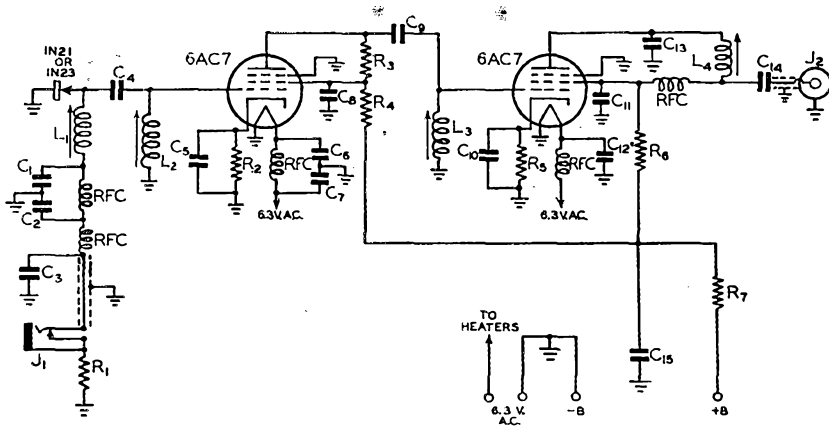 IN21
OR
IN23
C4
6AC7
R3
C9
6AC7
C13
L4
C14
J2
L1
L2
C5
R2
RFC
C6
C7
C8
R4
L3
C10
R5
RFC
C12
C11
RFC
R6
6.3V.A.C.
6.3V.A.C.
C1
RFC
C2
RFC
C3
J1
R1
R7
TO
HEATERS
C15
6.3 V.
A.C.
-B
+B